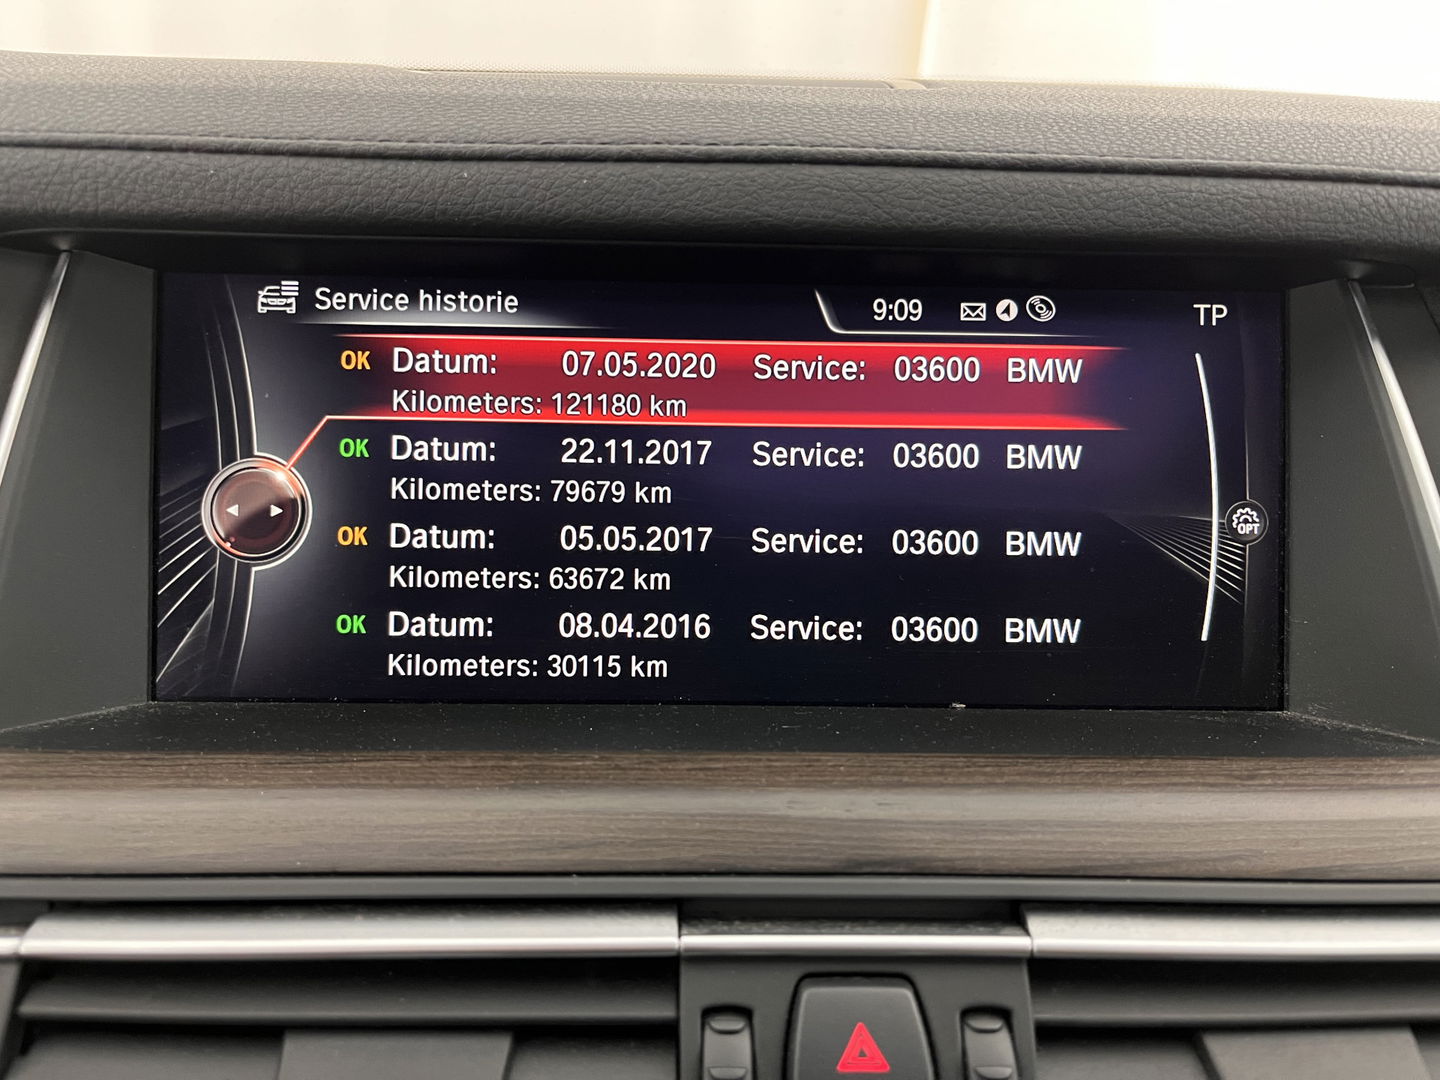 Service historie 9:09 TP
OK Datum: 07.05.2020 Service: 03600 BMW
Kilometers: 121180 km
OK Datum: 22.11.2017 Service: 03600 BMW
Kilometers: 79679 km
OK Datum: 05.05.2017 Service: 03600 BMW
Kilometers: 63672 km
OPT
OK Datum: 08.04.2016 Service: 03600 BMW
Kilometers: 30115 km